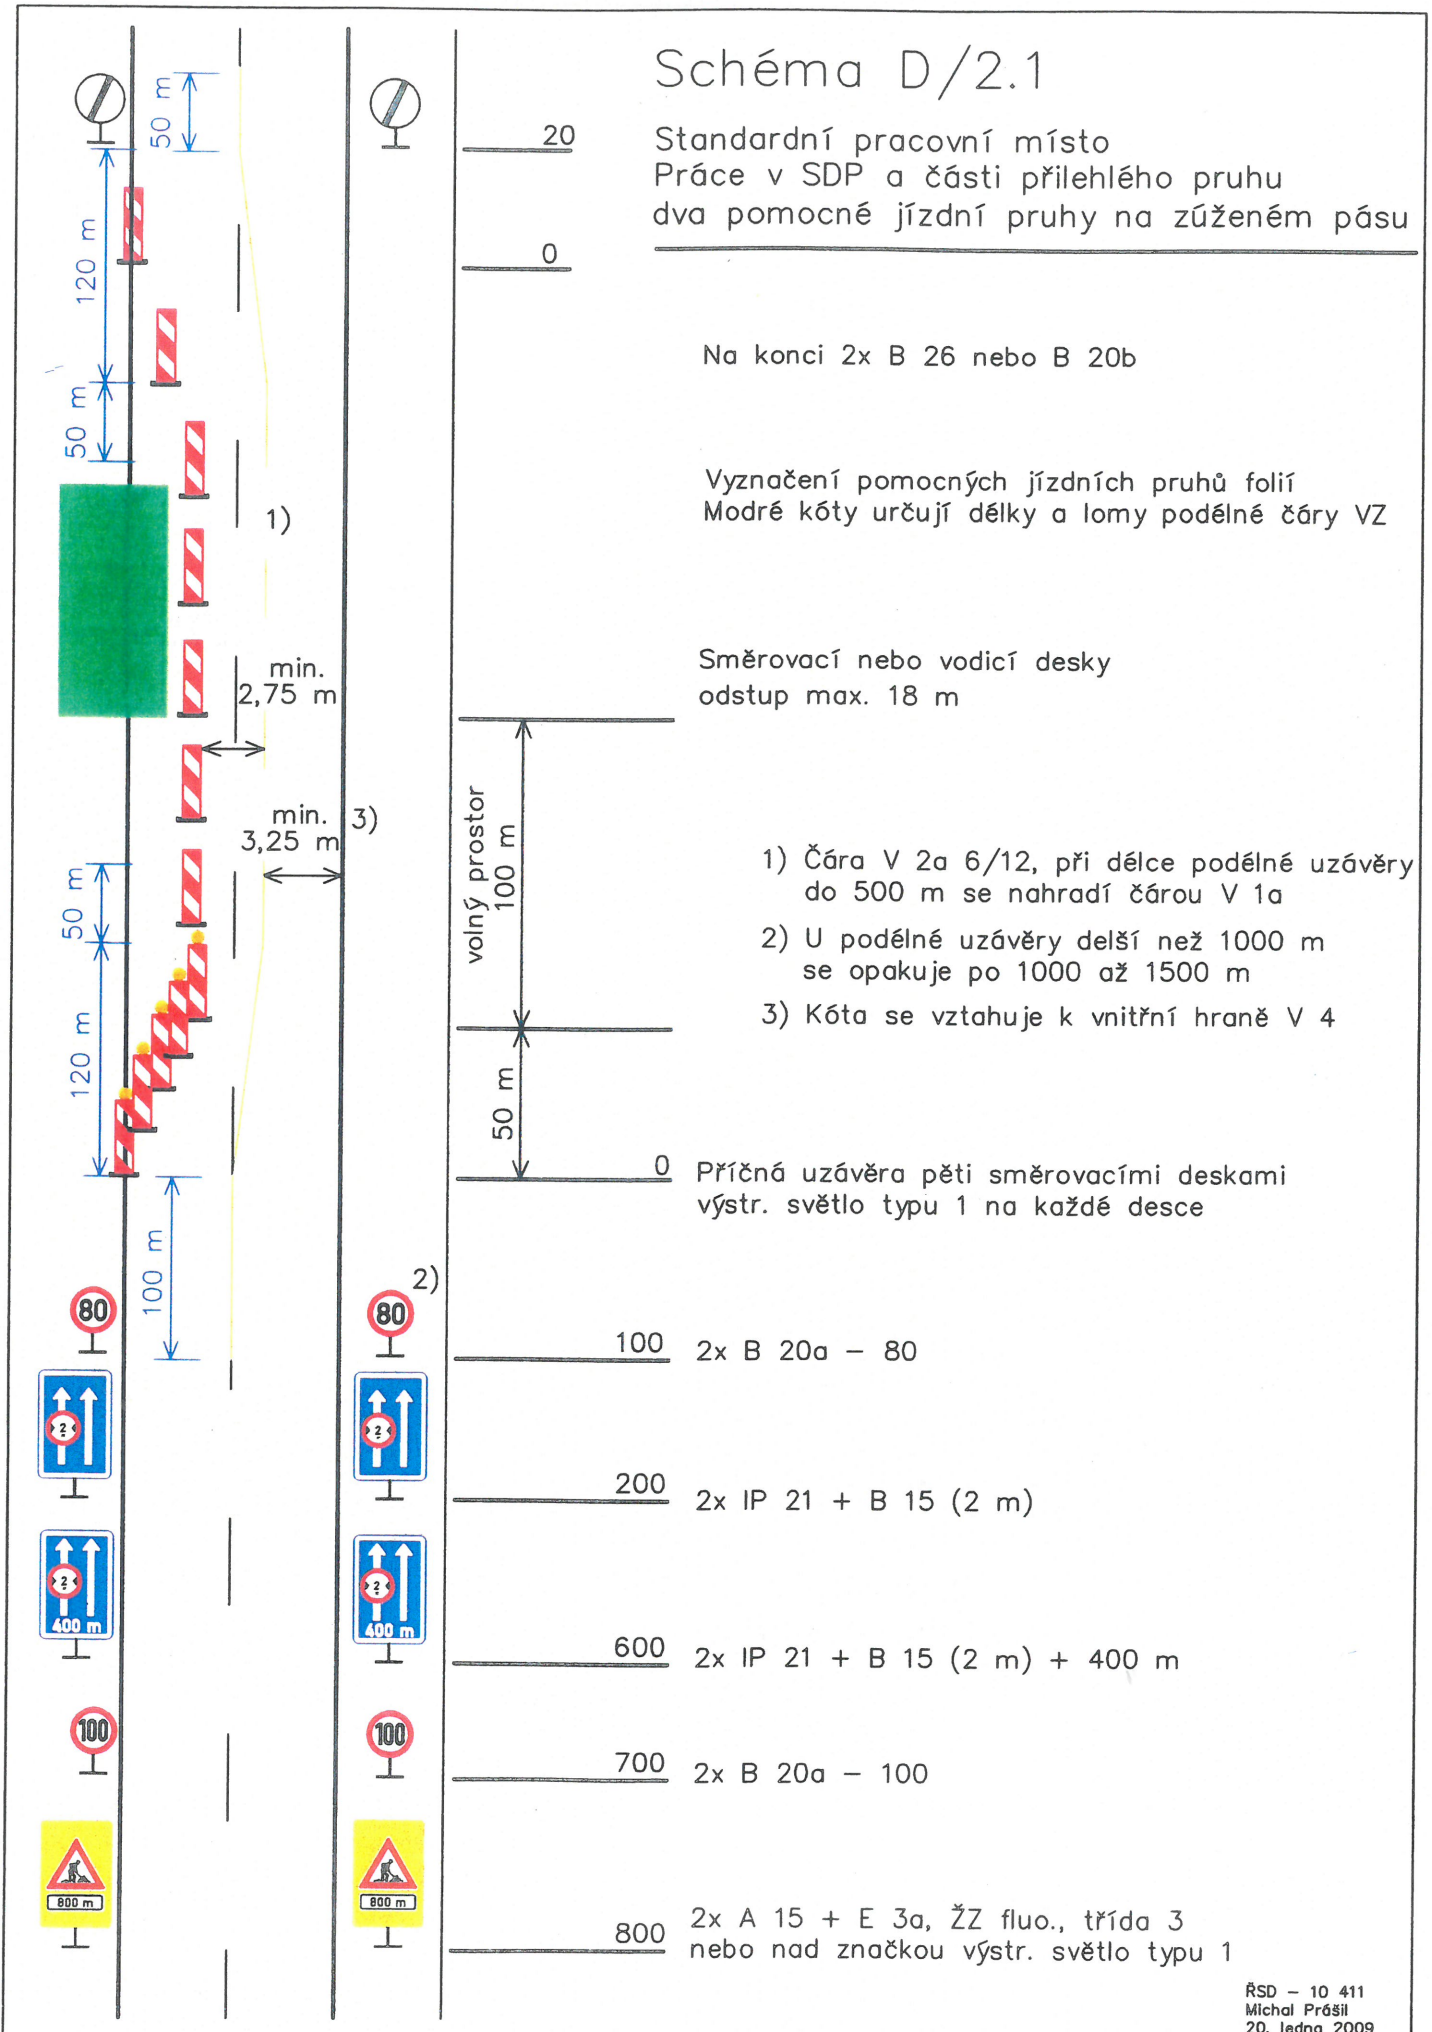 Schéma D/2.1
Standardní pracovní místo
Práce v SDP a části přilehlého pruhu
dva pomocné jízdní pruhy na zúženém pásu
50 m
20
120 m
0
Na konci 2x B 26 nebo B 20b
50 m
Vyznačení pomocných jízdních pruhů folií
Modré kóty určují délky a lomy podélné čáry VZ
1)
Směrovací nebo vodicí desky
odstup max. 18 m
min.
2,75 m
min.
3,25 m
3)
volný prostor
100 m
1) Čára V 2a 6/12, při délce podélné uzávěry
do 500 m se nahradí čárou V 1a
50 m
2) U podélné uzávěry delší než 1000 m
se opakuje po 1000 až 1500 m
3) Kóta se vztahuje k vnitřní hraně V 4
120 m
50 m
0 Příčná uzávěra pěti směrovacími deskami
výstr. světlo typu 1 na každé desce
100 m
2)
80
80
100 2x B 20a – 80
2
2
200 2x IP 21 + B 15 (2 m)
2
400 m
2
400 m
600 2x IP 21 + B 15 (2 m) + 400 m
100
100
700 2x B 20a – 100
800 m
800 m
800 2x A 15 + E 3a, ŽZ fluo., třída 3
nebo nad značkou výstr. světlo typu 1
ŘSD – 10 411
Michal Prášil
20. ledna 2009